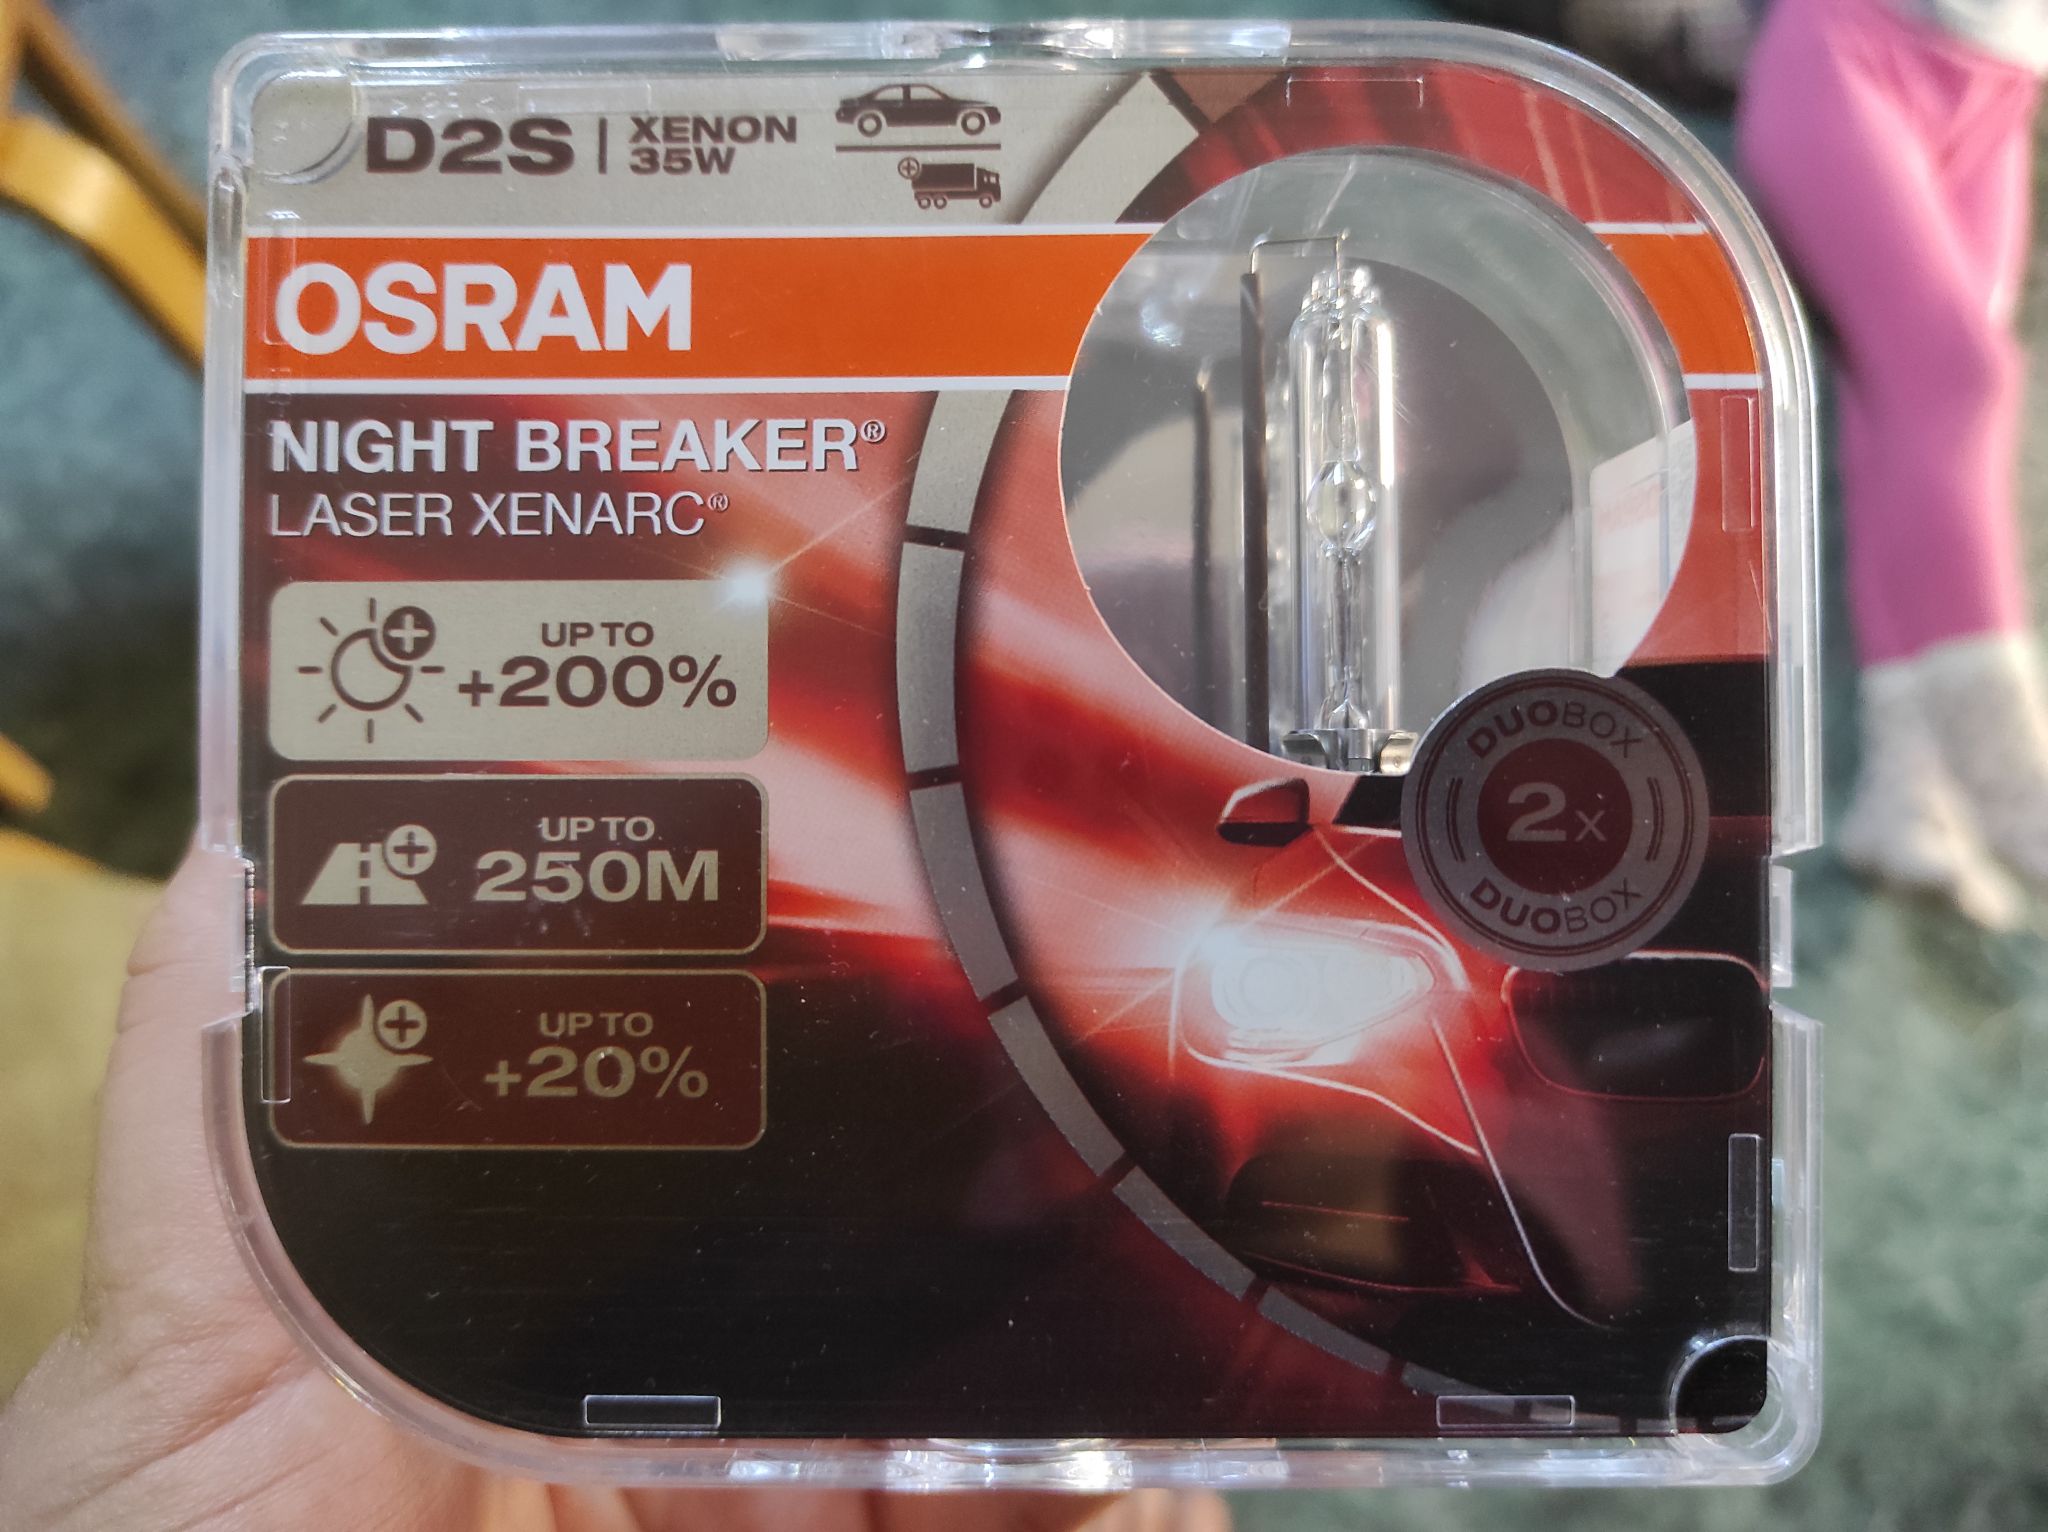 D2S | XENON
35W
OSRAM
NIGHT BREAKER®
LASER XENARC®
UP TO
+200%
UP TO
250M
UP TO
+20%
DUOBOX
2x
DUOBOX